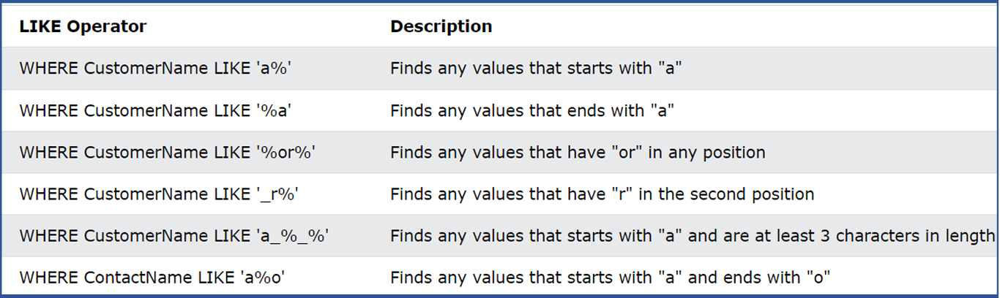 LIKE Operator Description
WHERE CustomerName LIKE 'a%' Finds any values that starts with "a"
WHERE CustomerName LIKE '%a' Finds any values that ends with "a"
WHERE CustomerName LIKE '%or%' Finds any values that have "or" in any position
WHERE CustomerName LIKE '_r%' Finds any values that have "r" in the second position
WHERE CustomerName LIKE 'a_%_%' Finds any values that starts with "a" and are at least 3 characters in length
WHERE ContactName LIKE 'a%o' Finds any values that starts with "a" and ends with "o"